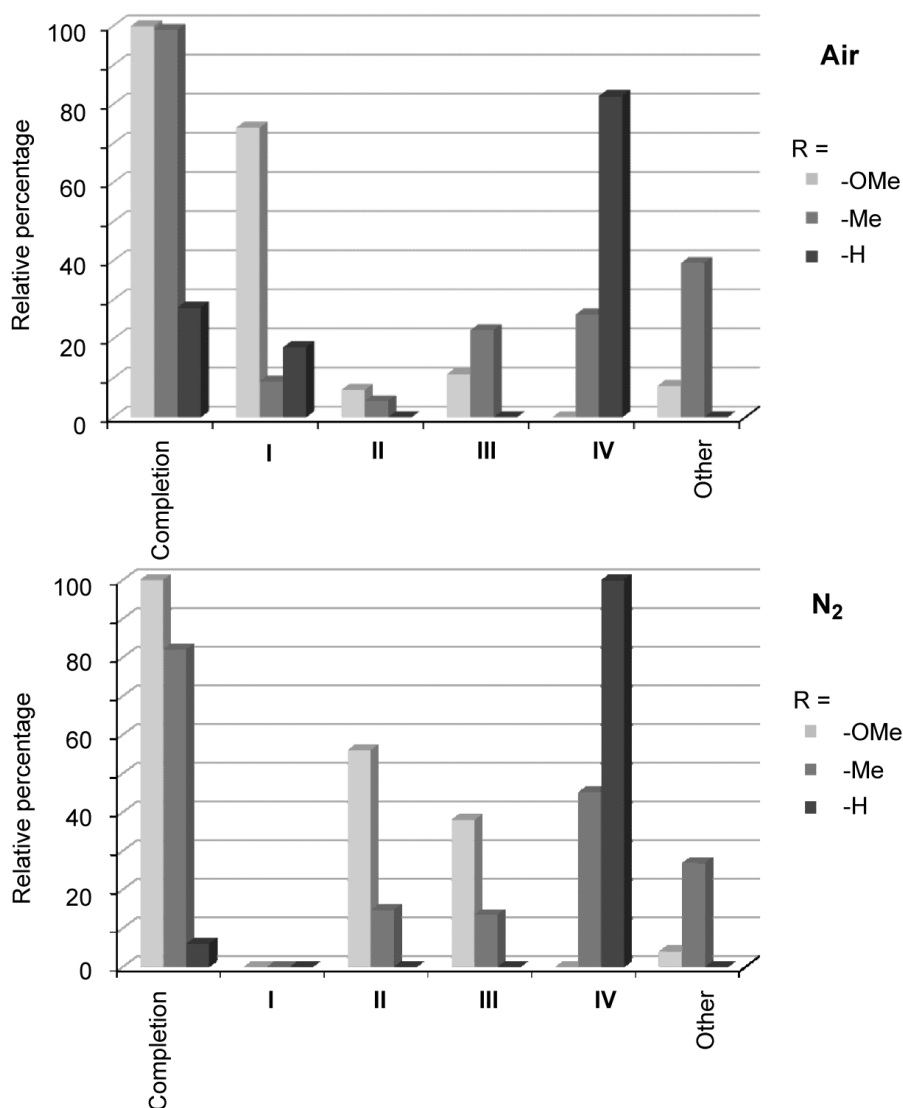 Air
Relative percentage
100
80
60
40
20
0
R =
-OMe
-Me
-H
Completion
I
II
III
IV
Other
N₂
Relative percentage
100
80
60
40
20
0
R =
-OMe
-Me
-H
Completion
I
II
III
IV
Other